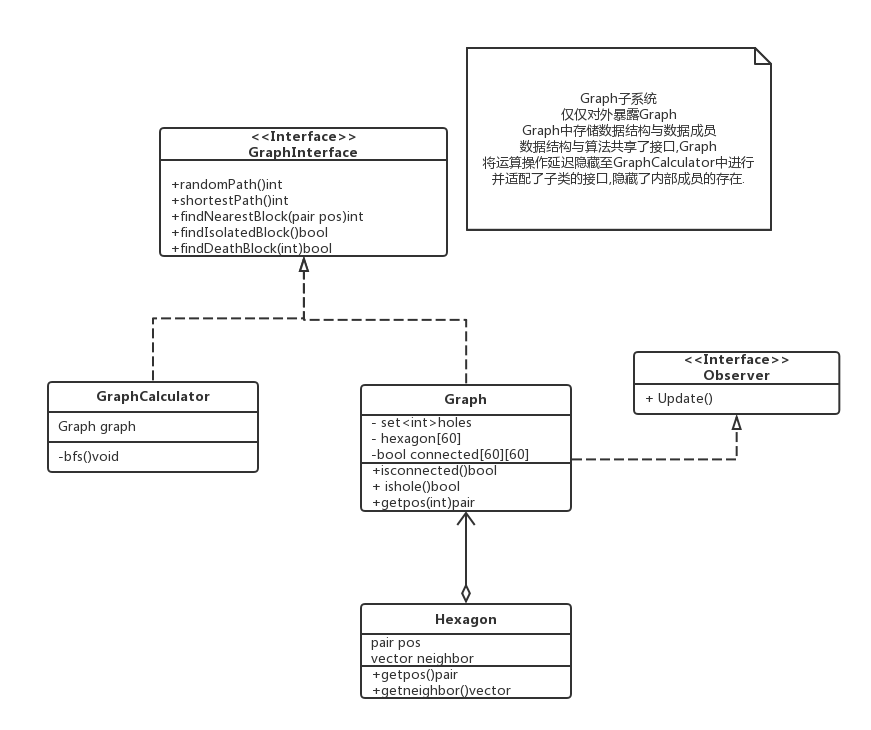 Graph子系统
仅仅对外暴露Graph
Graph中存储数据结构与数据成员
数据结构与算法共享了接口,Graph
将运算操作延迟隐藏至GraphCalculator中进行
并适配了子类的接口,隐藏了内部成员的存在.
<<Interface>>
GraphInterface
+randomPath()int
+shortestPath()int
+findNearestBlock(pair pos)int
+findIsolatedBlock()bool
+findDeathBlock(int)bool
<<Interface>>
Observer
+ Update()
GraphCalculator
Graph graph
-bfs()void
Graph
- set<int>holes
- hexagon[60]
-bool connected[60][60]
+isconnected()bool
+ ishole()bool
+getpos(int)pair
Hexagon
pair pos
vector neighbor
+getpos()pair
+getneighbor()vector